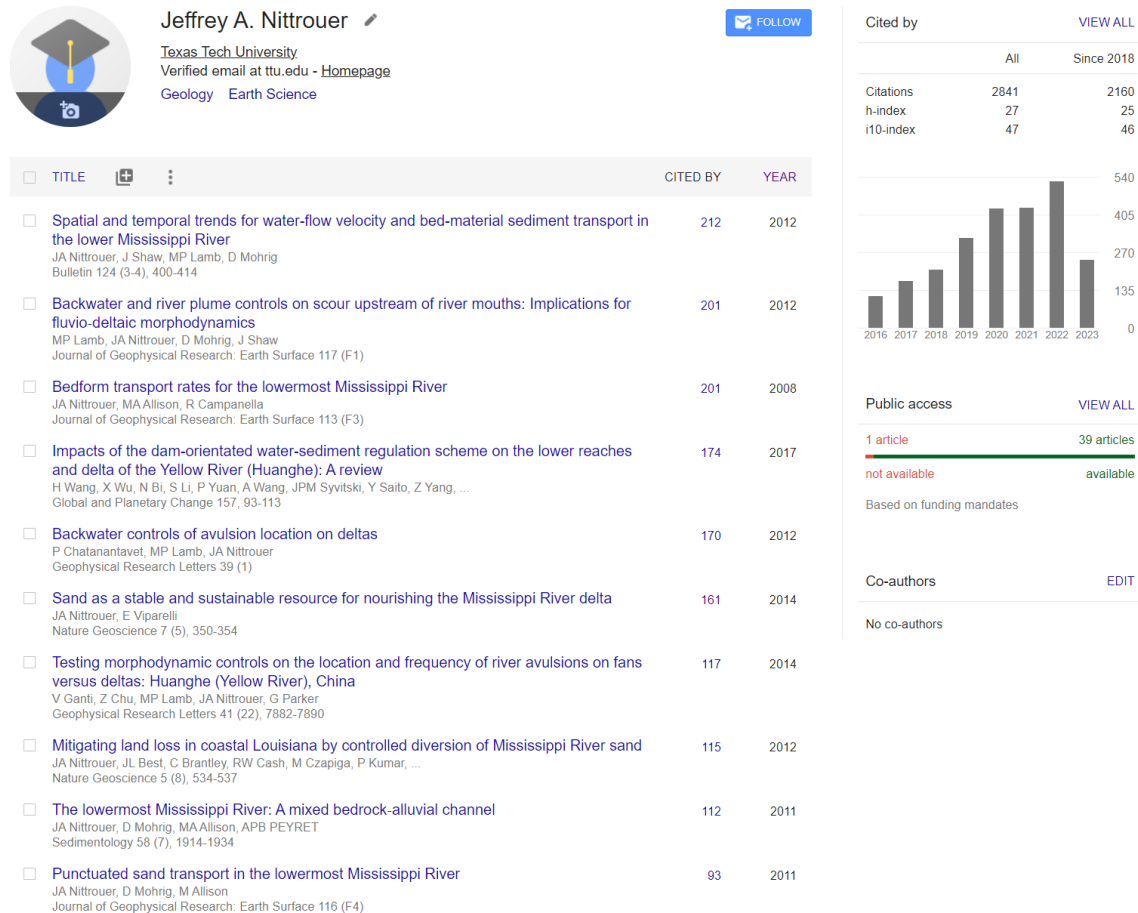 Jeffrey A. Nittrouer
FOLLOW
Texas Tech University
Verified email at ttu.edu - Homepage
Geology Earth Science
TITLE CITED BY YEAR
Spatial and temporal trends for water-flow velocity and bed-material sediment transport in 212 2012
the lower Mississippi River
JA Nittrouer, J Shaw, MP Lamb, D Mohrig
Bulletin 124 (3-4), 400-414
Backwater and river plume controls on scour upstream of river mouths: Implications for 201 2012
fluvio-deltaic morphodynamics
MP Lamb, JA Nittrouer, D Mohrig, J Shaw
Journal of Geophysical Research: Earth Surface 117 (F1)
Bedform transport rates for the lowermost Mississippi River 201 2008
JA Nittrouer, MA Allison, R Campanella
Journal of Geophysical Research: Earth Surface 113 (F3)
Impacts of the dam-orientated water-sediment regulation scheme on the lower reaches 174 2017
and delta of the Yellow River (Huanghe): A review
H Wang, X Wu, N Bi, S Li, P Yuan, A Wang, JPM Syvitski, Y Saito, Z Yang, ...
Global and Planetary Change 157, 93-113
Backwater controls of avulsion location on deltas 170 2012
P Chatanantavet, MP Lamb, JA Nittrouer
Geophysical Research Letters 39 (1)
Sand as a stable and sustainable resource for nourishing the Mississippi River delta 161 2014
JA Nittrouer, E Viparelli
Nature Geoscience 7 (5), 350-354
Testing morphodynamic controls on the location and frequency of river avulsions on fans 117 2014
versus deltas: Huanghe (Yellow River), China
V Ganti, Z Chu, MP Lamb, JA Nittrouer, G Parker
Geophysical Research Letters 41 (22), 7882-7890
Mitigating land loss in coastal Louisiana by controlled diversion of Mississippi River sand 115 2012
JA Nittrouer, JL Best, C Brantley, RW Cash, M Czapiga, P Kumar, ...
Nature Geoscience 5 (8), 534-537
The lowermost Mississippi River: A mixed bedrock-alluvial channel 112 2011
JA Nittrouer, D Mohrig, MA Allison, APB PEYRET
Sedimentology 58 (7), 1914-1934
Punctuated sand transport in the lowermost Mississippi River 93 2011
JA Nittrouer, D Mohrig, M Allison
Journal of Geophysical Research: Earth Surface 116 (F4)
Cited by VIEW ALL
All Since 2018
Citations 2841 2160
h-index 27 25
i10-index 47 46
540
405
270
135
0
2016 2017 2018 2019 2020 2021 2022 2023
Public access VIEW ALL
1 article 39 articles
not available available
Based on funding mandates
Co-authors EDIT
No co-authors